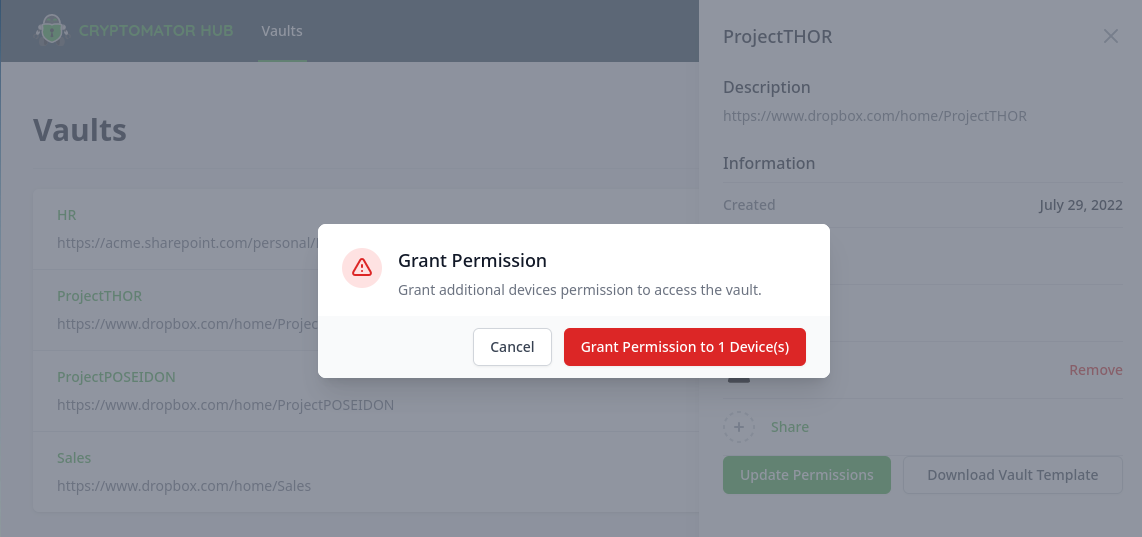 CRYPTOMATOR HUB
Vaults
Vaults
HR
https://acme.sharepoint.com/personal/
ProjectTHOR
https://www.dropbox.com/home/Projec
ProjectPOSEIDON
https://www.dropbox.com/home/ProjectPOSEIDON
Sales
https://www.dropbox.com/home/Sales
ProjectTHOR
Description
https://www.dropbox.com/home/ProjectTHOR
Information
Created July 29, 2022
Remove
+ Share
Update Permissions Download Vault Template
Grant Permission
Grant additional devices permission to access the vault.
Cancel Grant Permission to 1 Device(s)